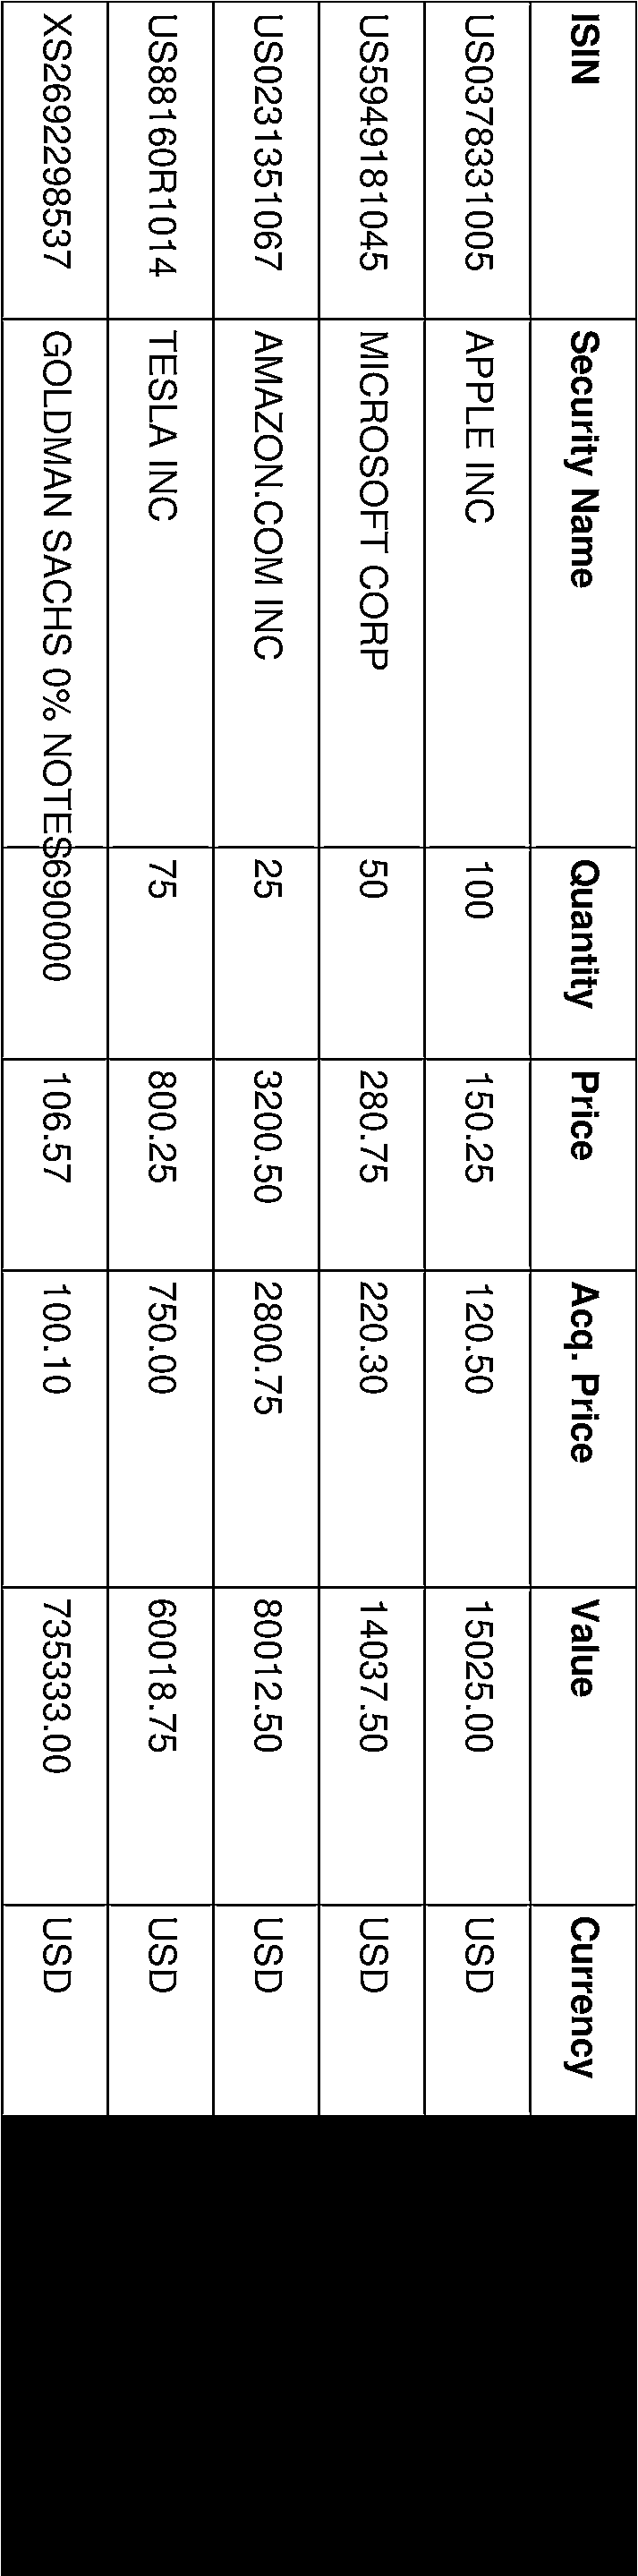 ISIN Security Name Quantity Price Acq. Price Value Currency
US0378331005 APPLE INC 100 150.25 120.50 15025.00 USD
US5949181045 MICROSOFT CORP 50 280.75 220.30 14037.50 USD
US0231351067 AMAZON.COM INC 25 3200.50 2800.75 80012.50 USD
US88160R1014 TESLA INC 75 800.25 750.00 60018.75 USD
XS2692298537 GOLDMAN SACHS 0% NOTES 690000 106.57 100.10 735333.00 USD